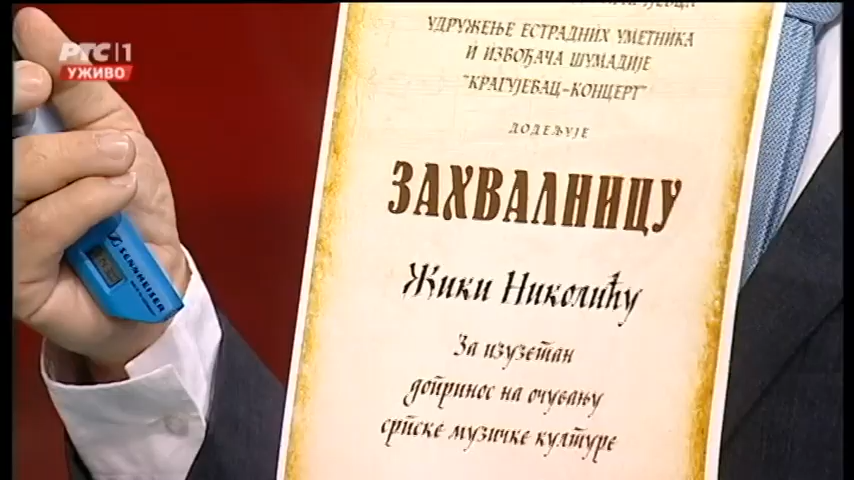 РТС|1
УЖИВО
УДРУЖЕЊЕ ЕСТРАДНИХ УМЕТНИКА
И ИЗВОЂАЧА ШУМАДИЈЕ
"КРАГУЈЕВАЦ-КОНЦЕРТ"
ДОДЕЉУЈЕ
ЗАХВАЛНИЦУ
Жики Николићу
За изузетан
допринос на очувању
српске музичке културе
SENNHEISER